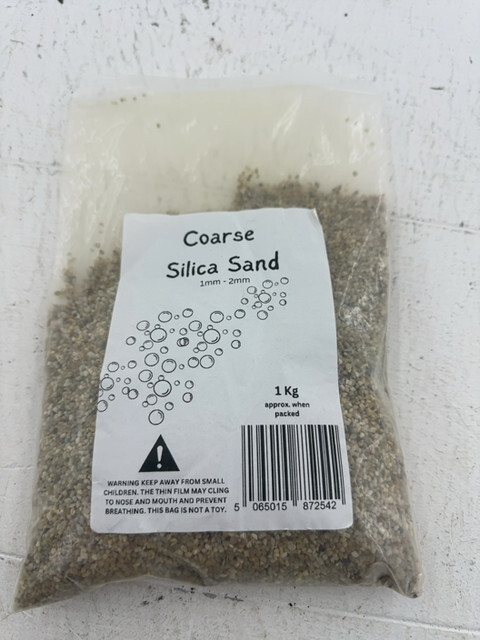 Coarse
Silica Sand
1mm - 2mm
1 Kg
approx. when
packed
WARNING KEEP AWAY FROM SMALL
CHILDREN. THE THIN FILM MAY CLING
TO NOSE AND MOUTH AND PREVENT
BREATHING. THIS BAG IS NOT A TOY.
5 065015 872542